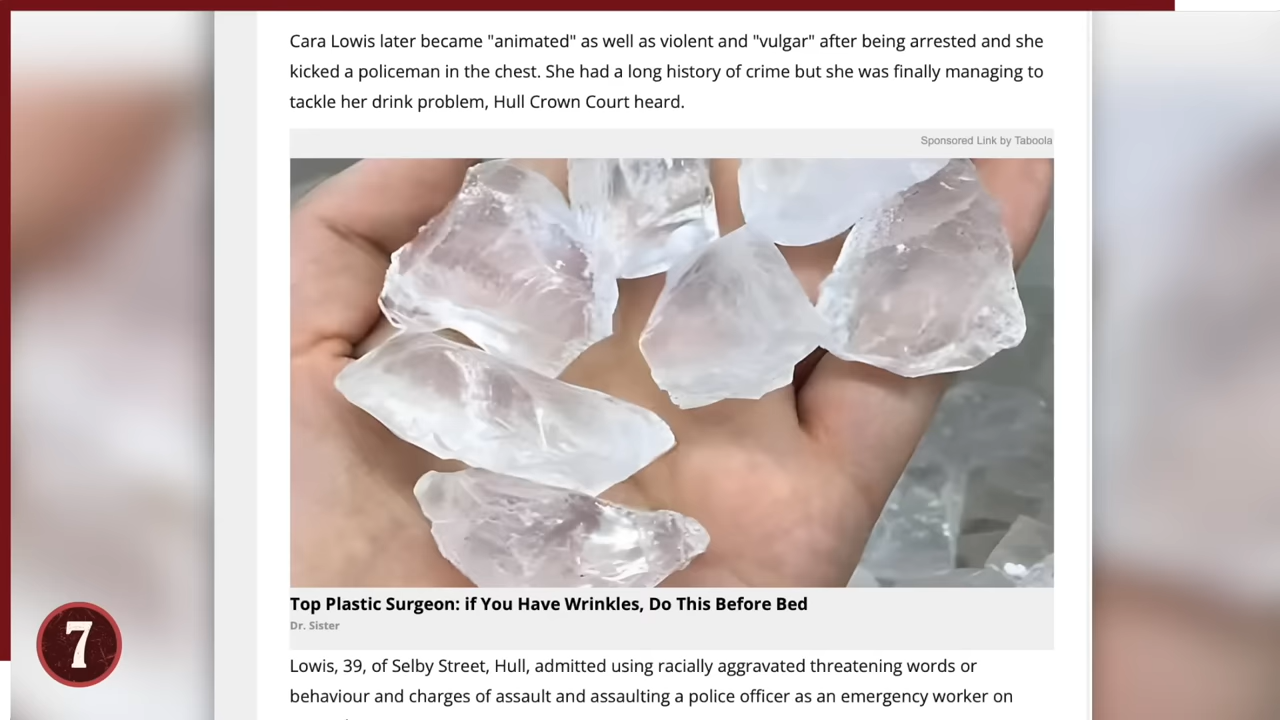 Cara Lowis later became "animated" as well as violent and "vulgar" after being arrested and she
kicked a policeman in the chest. She had a long history of crime but she was finally managing to
tackle her drink problem, Hull Crown Court heard.
Sponsored Link by Taboola
Top Plastic Surgeon: if You Have Wrinkles, Do This Before Bed
Dr. Sister
7
Lowis, 39, of Selby Street, Hull, admitted using racially aggravated threatening words or
behaviour and charges of assault and assaulting a police officer as an emergency worker on